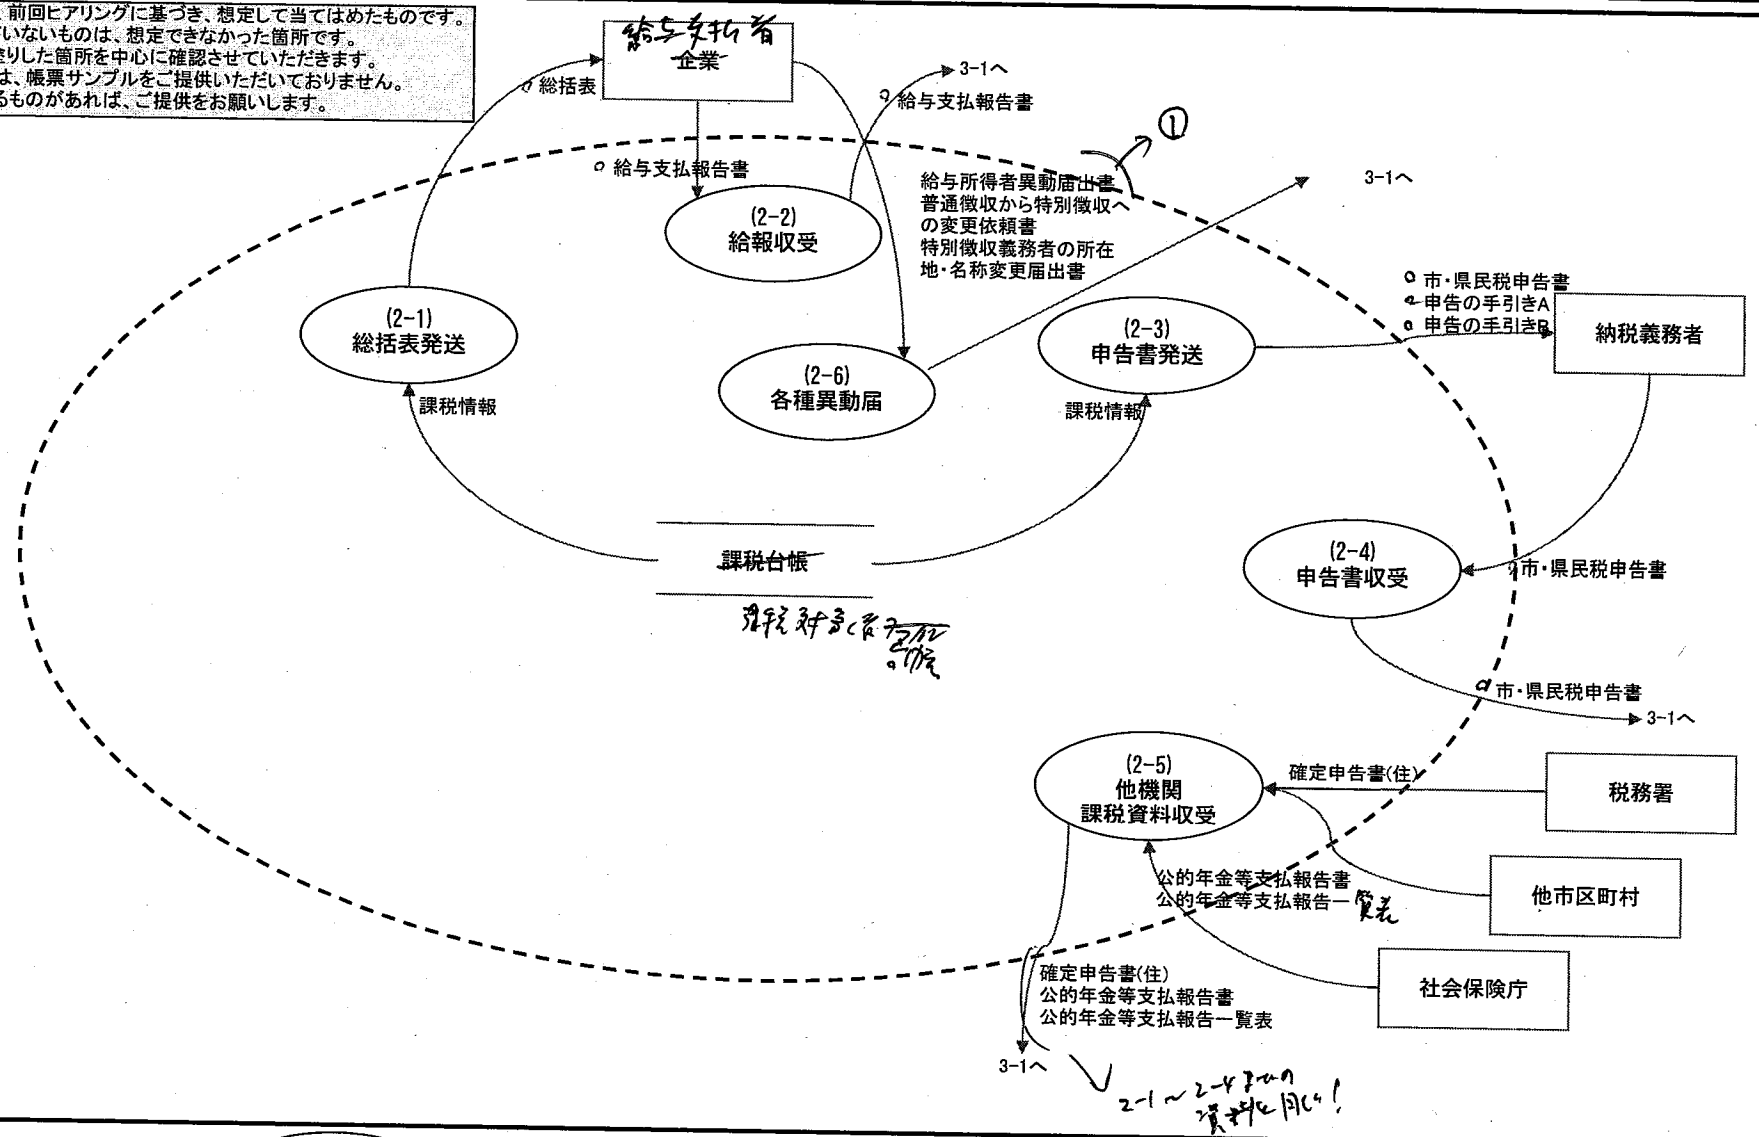 前回ヒアリングに基づき、想定して当てはめたものです。
いないものは、想定できなかった箇所です。
塗りした箇所を中心に確認させていただきます。
は、帳票サンプルをご提供いただいておりません。
るものがあれば、ご提供をお願いします。
給与支払者
企業
総括表
3-1へ
給与支払報告書
①
給与支払報告書
(2-2)
給報収受
給与所得者異動届出書
普通徴収から特別徴収へ
の変更依頼書
特別徴収義務者の所在
地・名称変更届出書
3-1へ
市・県民税申告書
申告の手引きA
申告の手引きB
納税義務者
(2-1)
総括表発送
(2-3)
申告書発送
(2-6)
各種異動届
課税情報
課税情報
課税台帳
(2-4)
申告書収受
市・県民税申告書
市・県民税申告書
3-1へ
(2-5)
他機関
課税資料収受
確定申告書(住)
税務署
公的年金等支払報告書
公的年金等支払報告一覧表
他市区町村
社会保険庁
確定申告書(住)
公的年金等支払報告書
公的年金等支払報告一覧表
3-1へ
2-1～2-4までの
資料と同じ!